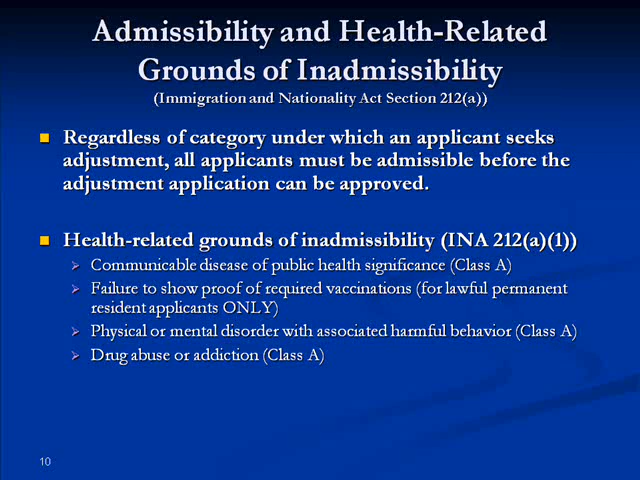 Admissibility and Health-Related
Grounds of Inadmissibility
(Immigration and Nationality Act Section 212(a))
Regardless of category under which an applicant seeks
adjustment, all applicants must be admissible before the
adjustment application can be approved.
Health-related grounds of inadmissibility (INA 212(a)(1))
Communicable disease of public health significance (Class A)
Failure to show proof of required vaccinations (for lawful permanent
resident applicants ONLY)
Physical or mental disorder with associated harmful behavior (Class A)
Drug abuse or addiction (Class A)
10